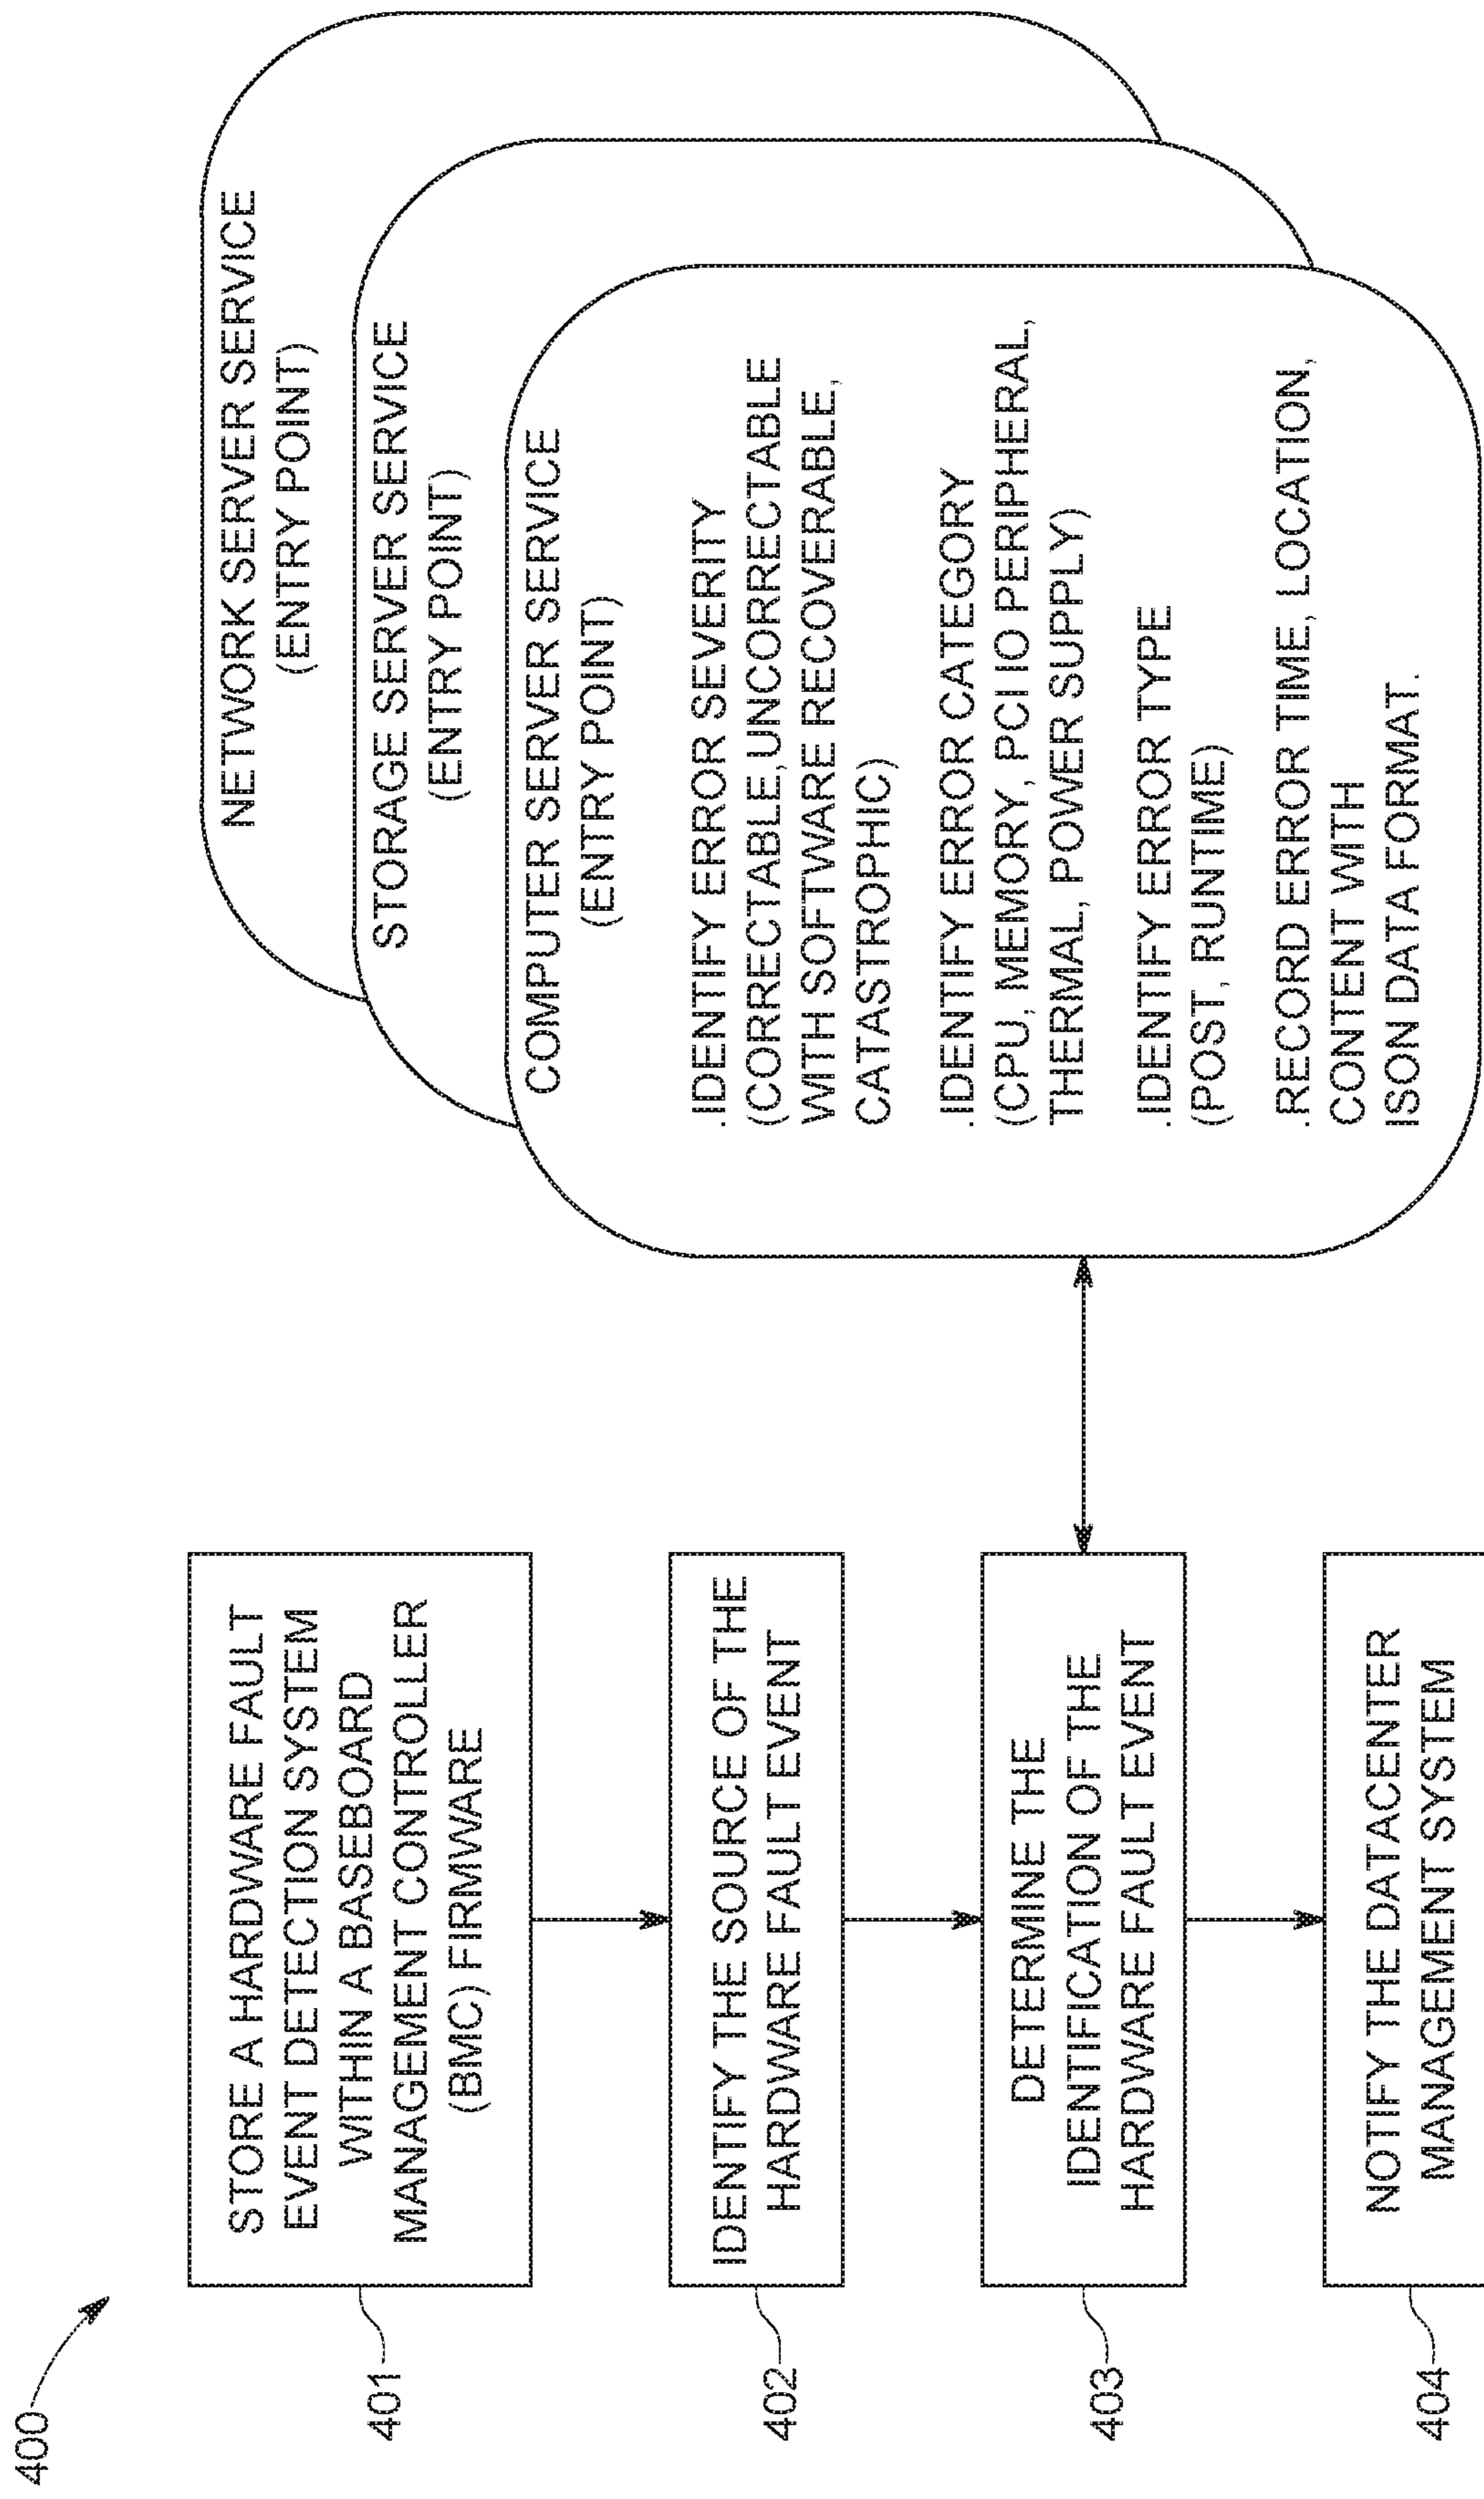 400
401
STORE A HARDWARE FAULT
EVENT DETECTION SYSTEM
WITHIN A BASEBOARD
MANAGEMENT CONTROLLER
(BMC) FIRMWARE
402
IDENTIFY THE SOURCE OF THE
HARDWARE FAULT EVENT
403
DETERMINE THE
IDENTIFICATION OF THE
HARDWARE FAULT EVENT
404
NOTIFY THE DATACENTER
MANAGEMENT SYSTEM
NETWORK SERVER SERVICE
(ENTRY POINT)
STORAGE SERVER SERVICE
(ENTRY POINT)
COMPUTER SERVER SERVICE
(ENTRY POINT)
.IDENTIFY ERROR SEVERITY
(CORRECTABLE,UNCORRECTABLE
WITH SOFTWARE RECOVERABLE,
CATASTROPHIC)
.IDENTIFY ERROR CATEGORY
(CPU, MEMORY, PCI IO PERIPHERAL,
THERMAL, POWER SUPPLY)
.IDENTIFY ERROR TYPE
(POST, RUNTIME)
.RECORD ERROR TIME, LOCATION,
CONTENT WITH
ISON DATA FORMAT.